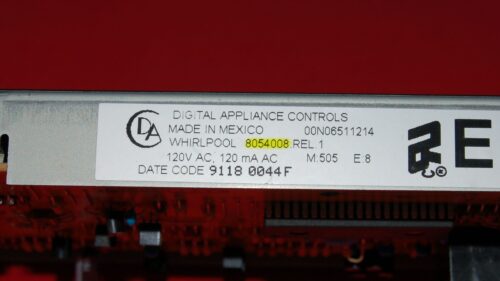 DA
DIGITAL APPLIANCE CONTROLS
MADE IN MEXICO 00N06511214
WHIRLPOOL 8054008 REL 1
120V AC, 120 mA AC M:505 E:8
DATE CODE 9118 0044F
E